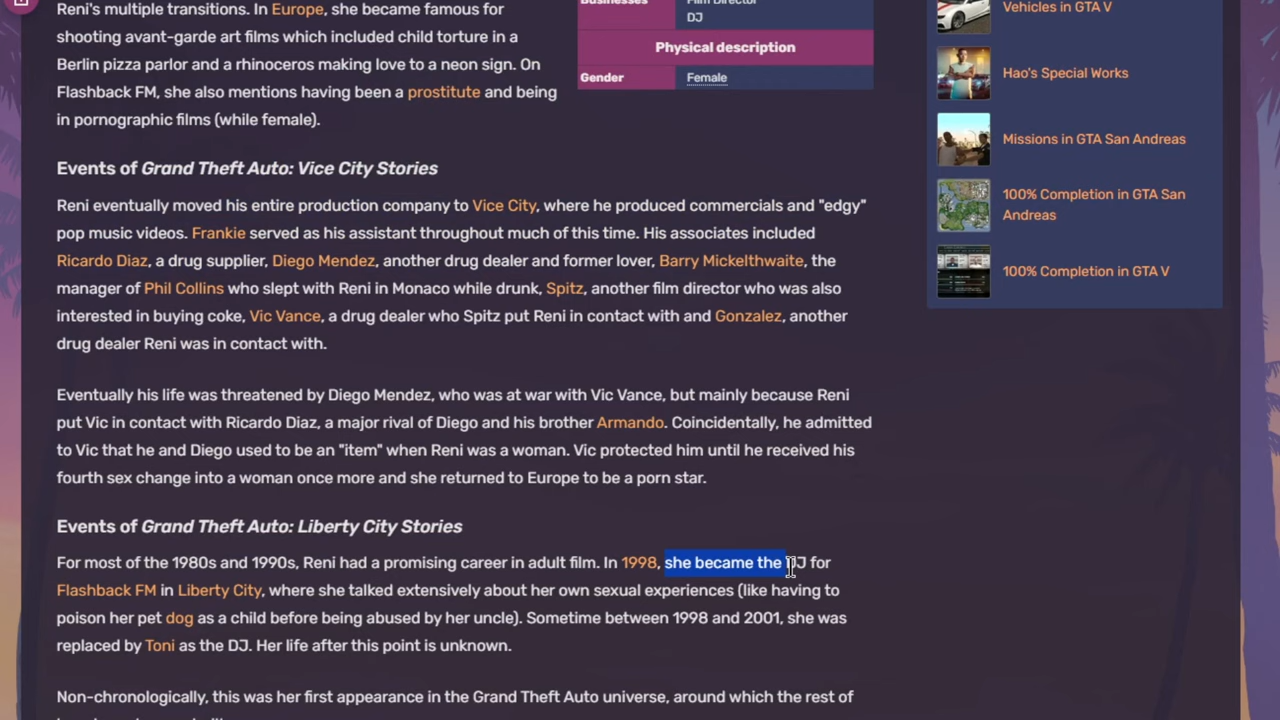 Reni's multiple transitions. In Europe, she became famous for
shooting avant-garde art films which included child torture in a
Berlin pizza parlor and a rhinoceros making love to a neon sign. On
Flashback FM, she also mentions having been a prostitute and being
in pornographic films (while female).
Businesses
Film Director
DJ
Physical description
Gender
Female
Events of Grand Theft Auto: Vice City Stories
Reni eventually moved his entire production company to Vice City, where he produced commercials and "edgy"
pop music videos. Frankie served as his assistant throughout much of this time. His associates included
Ricardo Diaz, a drug supplier, Diego Mendez, another drug dealer and former lover, Barry Mickelthwaite, the
manager of Phil Collins who slept with Reni in Monaco while drunk, Spitz, another film director who was also
interested in buying coke, Vic Vance, a drug dealer who Spitz put Reni in contact with and Gonzalez, another
drug dealer Reni was in contact with.
Eventually his life was threatened by Diego Mendez, who was at war with Vic Vance, but mainly because Reni
put Vic in contact with Ricardo Diaz, a major rival of Diego and his brother Armando. Coincidentally, he admitted
to Vic that he and Diego used to be an "item" when Reni was a woman. Vic protected him until he received his
fourth sex change into a woman once more and she returned to Europe to be a porn star.
Events of Grand Theft Auto: Liberty City Stories
For most of the 1980s and 1990s, Reni had a promising career in adult film. In 1998, she became the DJ for
Flashback FM in Liberty City, where she talked extensively about her own sexual experiences (like having to
poison her pet dog as a child before being abused by her uncle). Sometime between 1998 and 2001, she was
replaced by Toni as the DJ. Her life after this point is unknown.
Non-chronologically, this was her first appearance in the Grand Theft Auto universe, around which the rest of
Vehicles in GTA V
Hao's Special Works
Missions in GTA San Andreas
100% Completion in GTA San
Andreas
100% Completion in GTA V